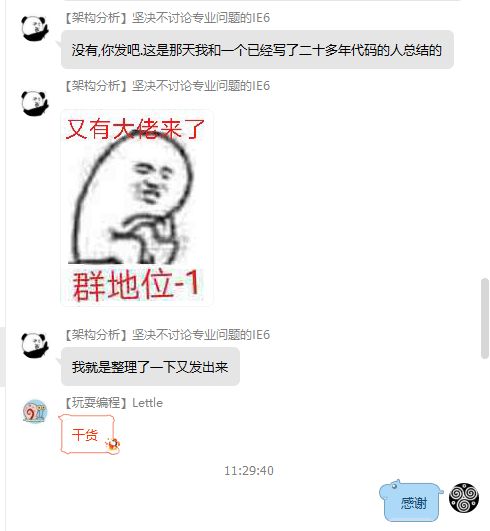 【架构分析】坚决不讨论专业问题的IE6
没有,你发吧.这是那天我和一个已经写了二十多年代码的人总结的
【架构分析】坚决不讨论专业问题的IE6
又有大佬来了
群地位-1
【架构分析】坚决不讨论专业问题的IE6
我就是整理了一下又发出来
【玩耍编程】Lettle
干货
11:29:40
感谢